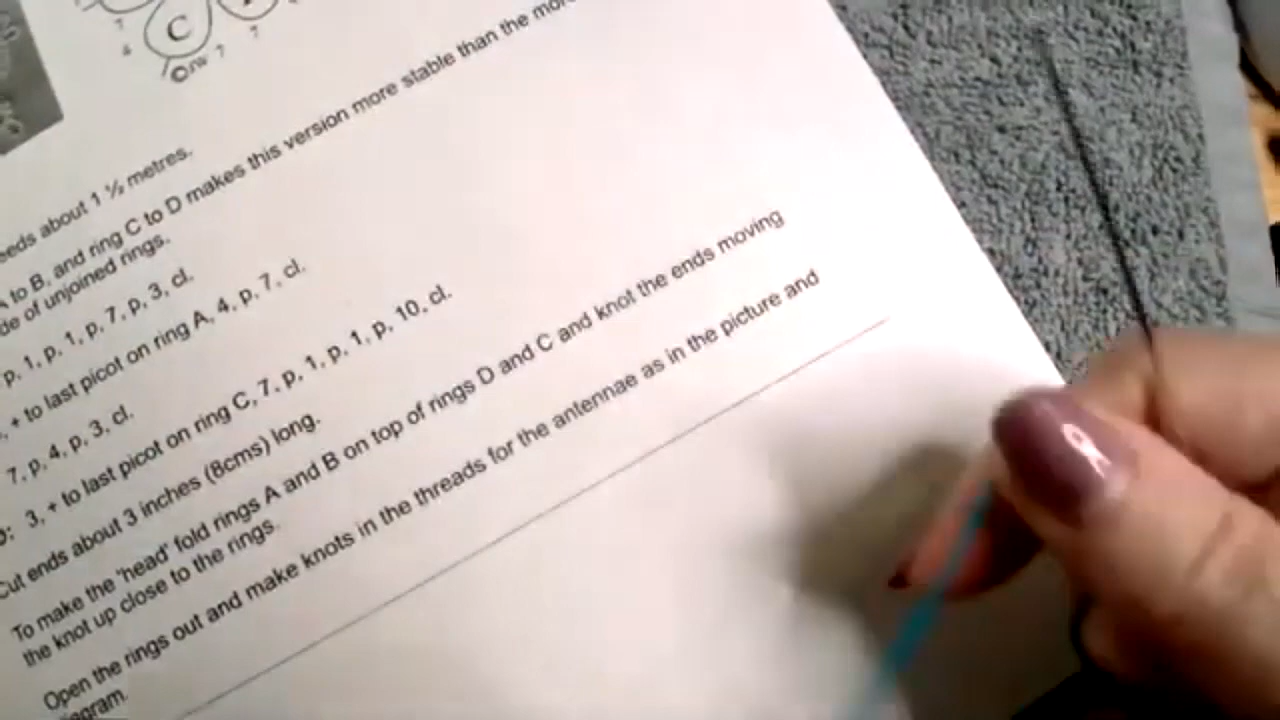 C
about 1 ½ metres.
to B, and ring C to D makes this version more stable than the
of unjoined rings.
p, 1, p. 1, p, 7, p, 3, cl.
+ to last picot on ring A, 4, p. 7, cl.
7, p. 4, p. 3, cl.
3, + to last picot on ring C, 7, p. 1, p. 1, p. 10, cl.
Cut ends about 3 inches (8cms) long.
To make the 'head' fold rings A and B on top of rings D and C and knot the ends moving
the knot up close to the rings.
Open the rings out and make knots in the threads for the antennae as in the picture and